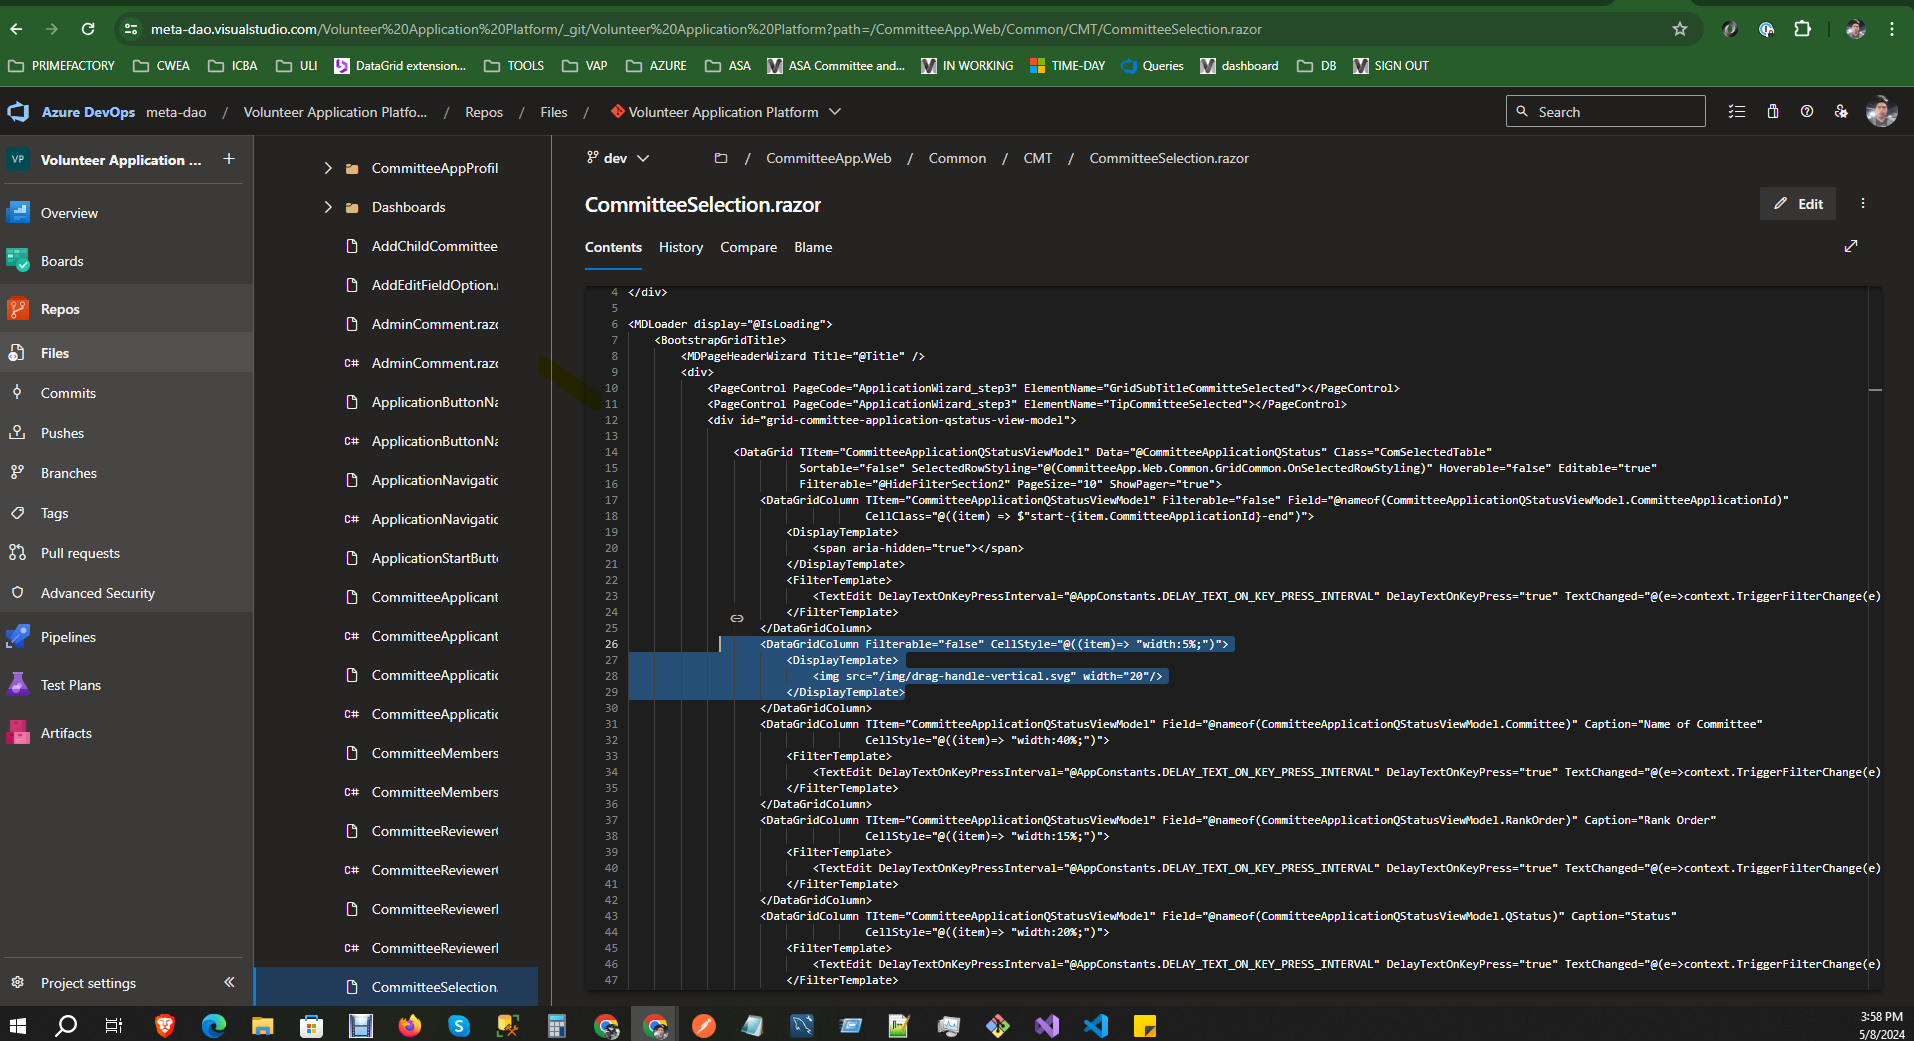 meta-dao.visualstudio.com/Volunteer%20Application%20Platform/_git/Volunteer%20Application%20Platform?path=/CommitteeApp.Web/Common/CMT/CommitteeSelection.razor
PRIMEFACTORY CWEA ICBA ULI DataGrid extension... TOOLS VAP AZURE ASA ASA Committee and... IN WORKING TIME-DAY Queries dashboard DB SIGN OUT
Azure DevOps meta-dao / Volunteer Application Platfo... / Repos / Files / Volunteer Application Platform Search
VP Volunteer Application ... +
Overview
Boards
Repos
Files
Commits
Pushes
Branches
Tags
Pull requests
Advanced Security
Pipelines
Test Plans
Artifacts
Project settings
CommitteeAppProfil
Dashboards
AddChildCommittee
AddEditFieldOption.
AdminComment.razo
C# AdminComment.razo
ApplicationButtonNa
C# ApplicationButtonNa
ApplicationNavigatio
C# ApplicationNavigatio
ApplicationStartButto
CommitteeApplicant
C# CommitteeApplicant
CommitteeApplicatio
C# CommitteeApplicatio
CommitteeMembers
C# CommitteeMembers
CommitteeReviewer
C# CommitteeReviewer
CommitteeReviewer
C# CommitteeReviewer
CommitteeSelection.
dev / CommitteeApp.Web / Common / CMT / CommitteeSelection.razor
CommitteeSelection.razor
Edit
Contents History Compare Blame
4 </div>
5
6 <MDLoader display="@IsLoading">
7 <BootstrapGridTitle>
8 <MDPageHeaderWizard Title="@Title" />
9 <div>
10 <PageControl PageCode="ApplicationWizard_step3" ElementName="GridSubTitleCommitteSelected"></PageControl>
11 <PageControl PageCode="ApplicationWizard_step3" ElementName="TipCommitteeSelected"></PageControl>
12 <div id="grid-committee-application-qstatus-view-model">
13
14 <DataGrid TItem="CommitteeApplicationQStatusViewModel" Data="@CommitteeApplicationQStatus" Class="ComSelectedTable"
15 Sortable="false" SelectedRowStyling="@(CommitteeApp.Web.Common.GridCommon.OnSelectedRowStyling)" Hoverable="false" Editable="true"
16 Filterable="@HideFilterSection2" PageSize="10" ShowPager="true">
17 <DataGridColumn TItem="CommitteeApplicationQStatusViewModel" Filterable="false" Field="@nameof(CommitteeApplicationQStatusViewModel.CommitteeApplicationId)"
18 CellClass="@((item) => $"start-{item.CommitteeApplicationId}-end")">
19 <DisplayTemplate>
20 <span aria-hidden="true"></span>
21 </DisplayTemplate>
22 <FilterTemplate>
23 <TextEdit DelayTextOnKeyPressInterval="@AppConstants.DELAY_TEXT_ON_KEY_PRESS_INTERVAL" DelayTextOnKeyPress="true" TextChanged="@(e=>context.TriggerFilterChange(e)
24 </FilterTemplate>
25 </DataGridColumn>
26 <DataGridColumn Filterable="false" CellStyle="@((item)=> "width:5%;")">
27 <DisplayTemplate>
28 <img src="/img/drag-handle-vertical.svg" width="20"/>
29 </DisplayTemplate>
30 </DataGridColumn>
31 <DataGridColumn TItem="CommitteeApplicationQStatusViewModel" Field="@nameof(CommitteeApplicationQStatusViewModel.Committee)" Caption="Name of Committee"
32 CellStyle="@((item)=> "width:40%;")">
33 <FilterTemplate>
34 <TextEdit DelayTextOnKeyPressInterval="@AppConstants.DELAY_TEXT_ON_KEY_PRESS_INTERVAL" DelayTextOnKeyPress="true" TextChanged="@(e=>context.TriggerFilterChange(e)
35 </FilterTemplate>
36 </DataGridColumn>
37 <DataGridColumn TItem="CommitteeApplicationQStatusViewModel" Field="@nameof(CommitteeApplicationQStatusViewModel.RankOrder)" Caption="Rank Order"
38 CellStyle="@((item)=> "width:15%;")">
39 <FilterTemplate>
40 <TextEdit DelayTextOnKeyPressInterval="@AppConstants.DELAY_TEXT_ON_KEY_PRESS_INTERVAL" DelayTextOnKeyPress="true" TextChanged="@(e=>context.TriggerFilterChange(e)
41 </FilterTemplate>
42 </DataGridColumn>
43 <DataGridColumn TItem="CommitteeApplicationQStatusViewModel" Field="@nameof(CommitteeApplicationQStatusViewModel.QStatus)" Caption="Status"
44 CellStyle="@((item)=> "width:20%;")">
45 <FilterTemplate>
46 <TextEdit DelayTextOnKeyPressInterval="@AppConstants.DELAY_TEXT_ON_KEY_PRESS_INTERVAL" DelayTextOnKeyPress="true" TextChanged="@(e=>context.TriggerFilterChange(e)
47 </FilterTemplate>
3:58 PM
5/8/2024